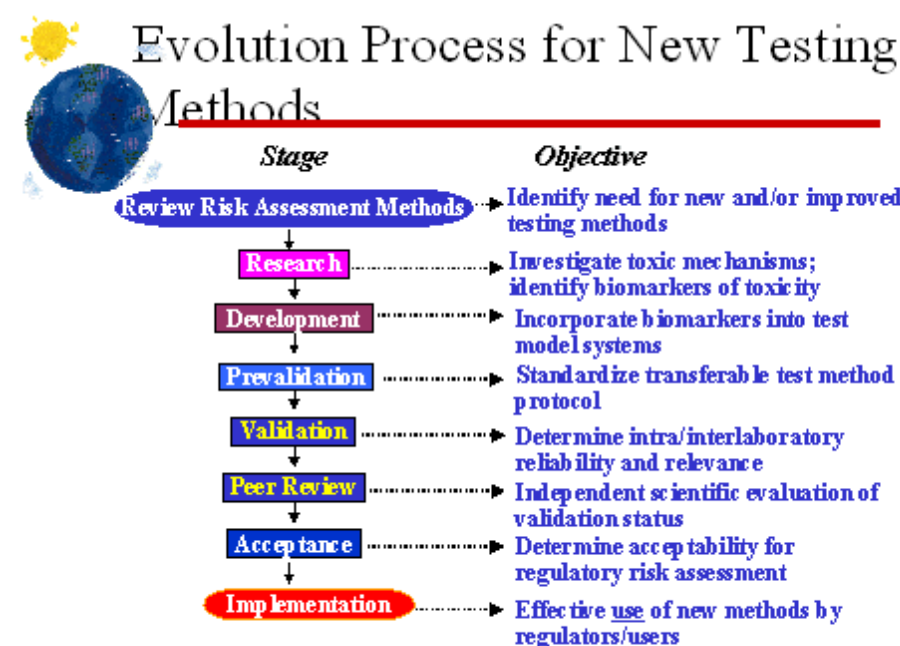 Evolution Process for New Testing
Methods
Stage Objective
Review Risk Assessment Methods Identify need for new and/or improved
testing methods
Research Investigate toxic mechanisms;
identify biomarkers of toxicity
Development Incorporate biomarkers into test
model systems
Prevalidation Standardize transferable test method
protocol
Validation Determine intra/interlaboratory
reliability and relevance
Peer Review Independent scientific evaluation of
validation status
Acceptance Determine acceptability for
regulatory risk assessment
Implementation Effective use of new methods by
regulators/users